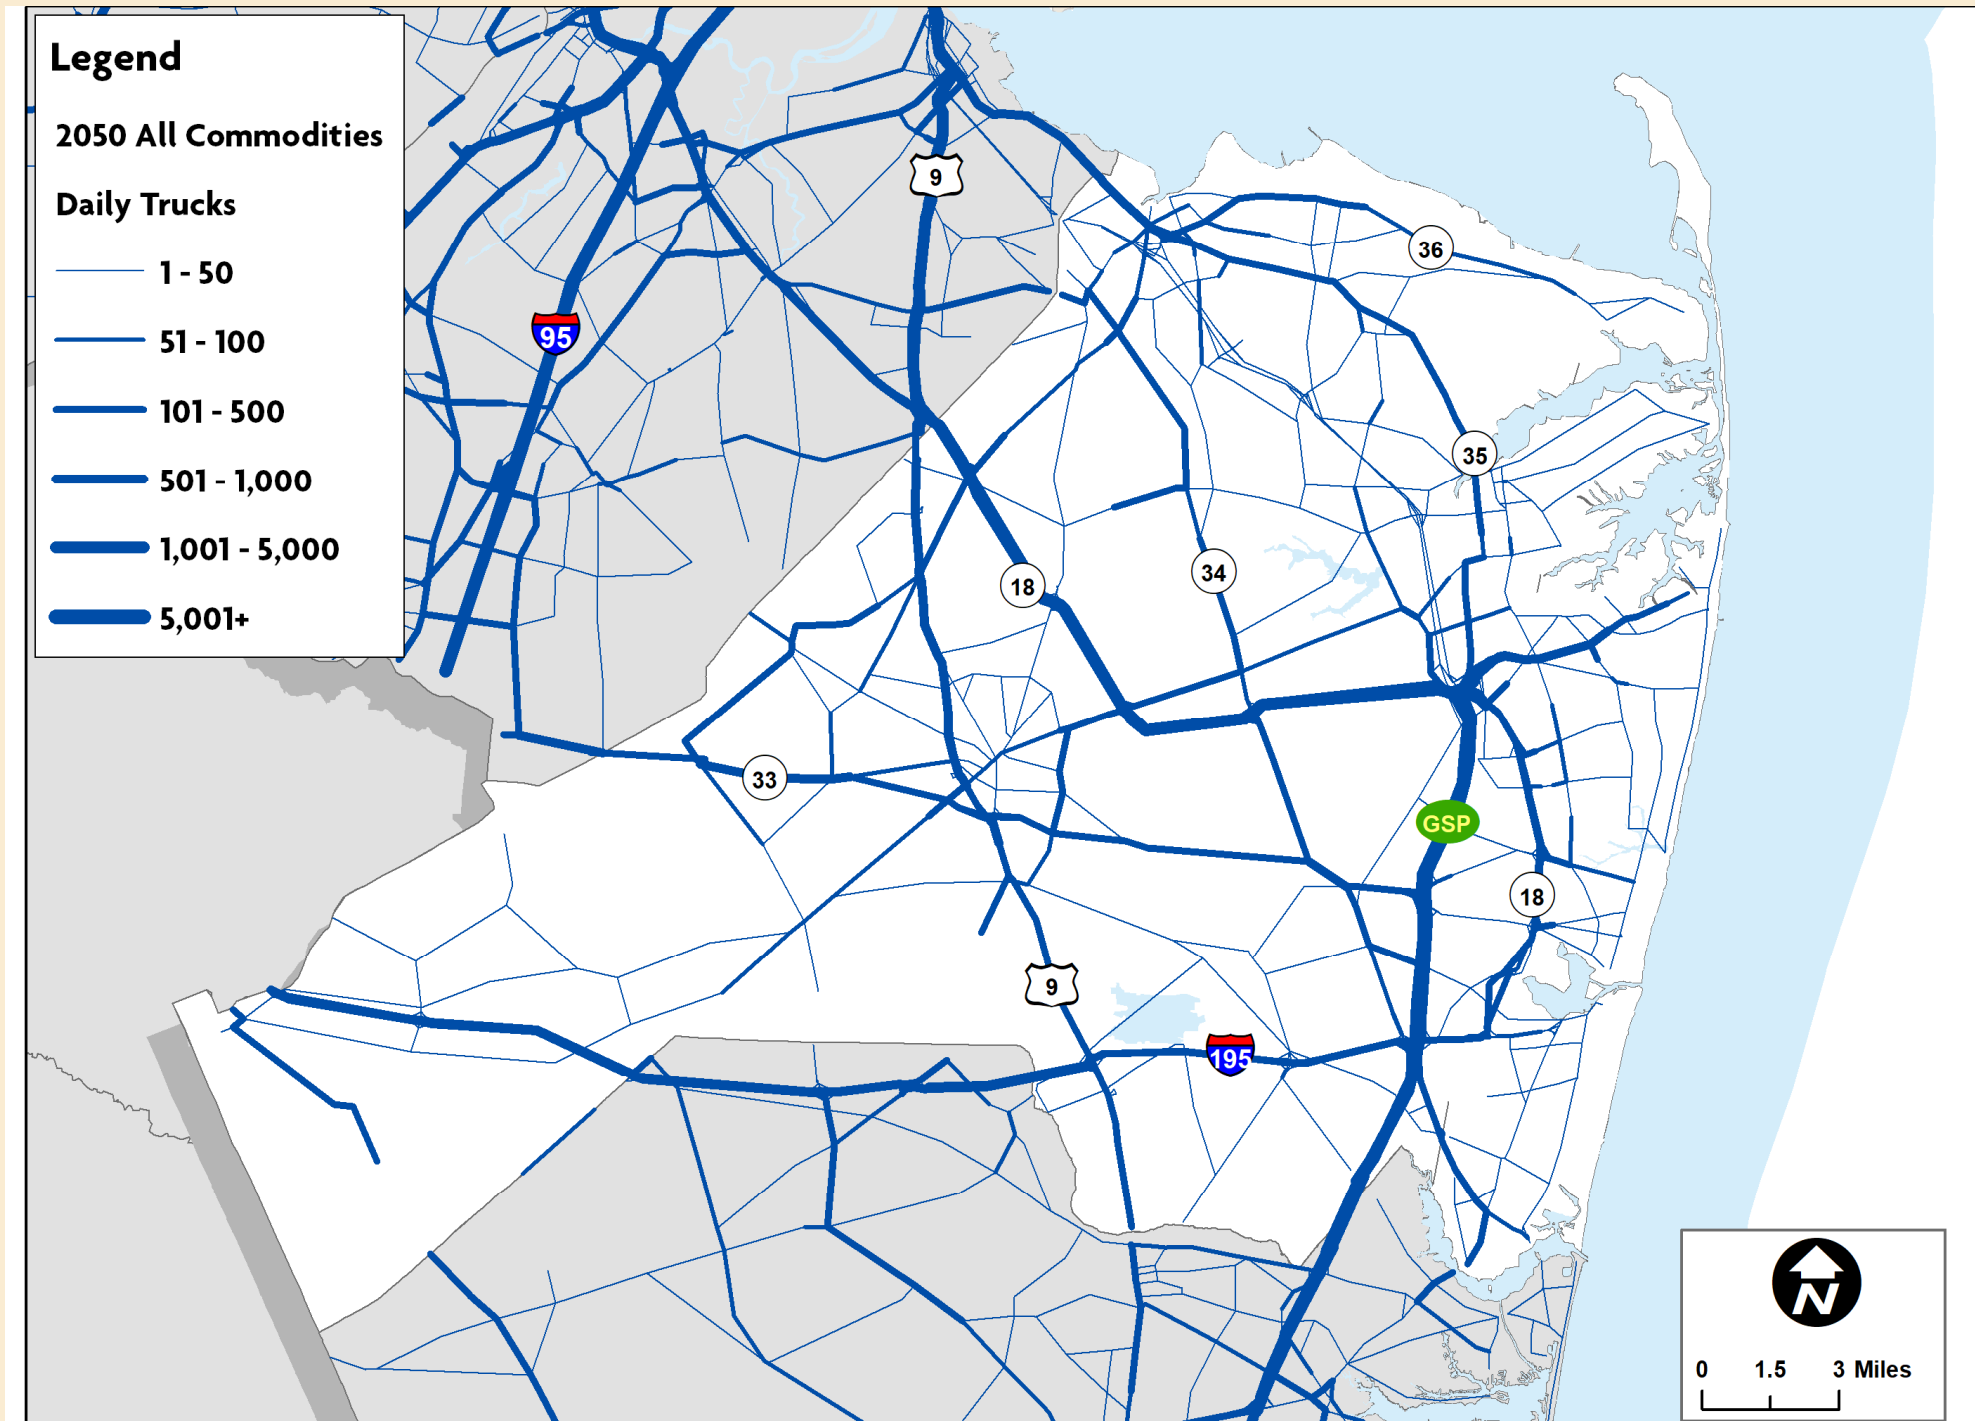 Legend
2050 All Commodities
Daily Trucks
1 - 50
51 - 100
101 - 500
501 - 1,000
1,001 - 5,000
5,001+
9
36
95
35
18
34
33
GSP
18
9
195
N
0 1.5 3 Miles